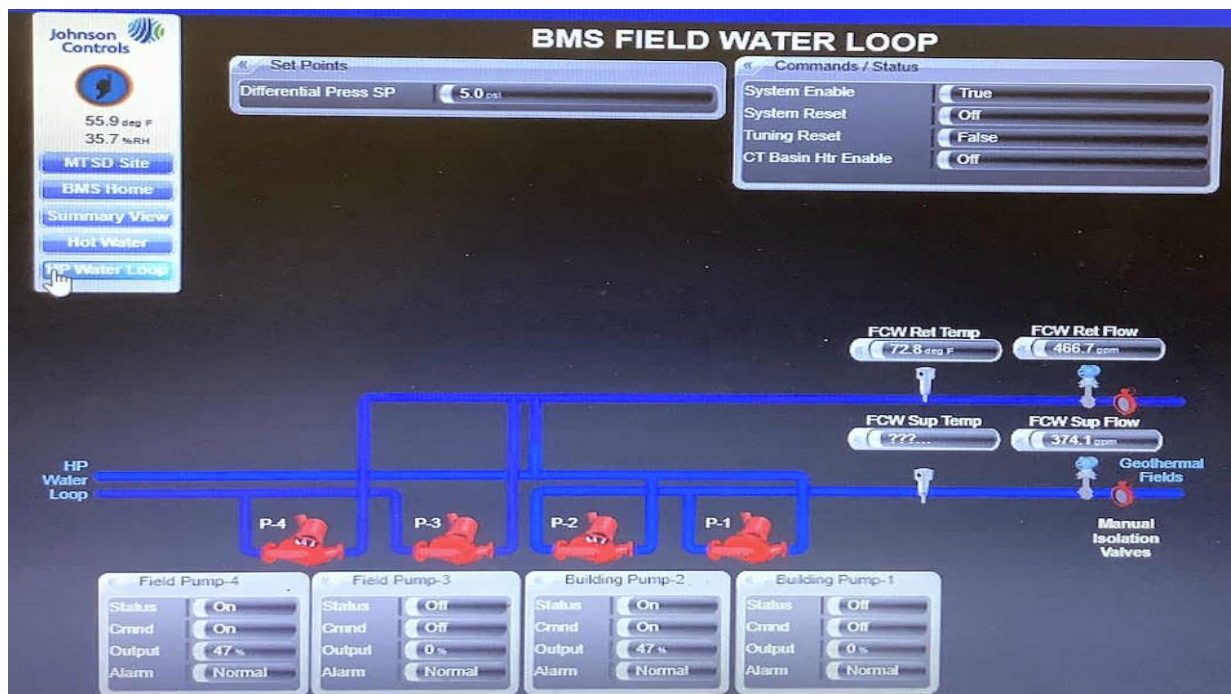 Johnson
Controls
BMS FIELD WATER LOOP
55.9 deg F
35.7 %RH
MTSD Site
BMS Home
Summary View
Hot Water
HP Water Loop
Set Points
Differential Press SP 5.0 psi
Commands / Status
System Enable True
System Reset Off
Tuning Reset False
CT Basin Htr Enable Off
FCW Ret Temp FCW Ret Flow
72.8 deg F 466.7 gpm
FCW Sup Temp FCW Sup Flow
???... 374.1 gpm
HP
Water
Loop
Geothermal
Fields
P-4 P-3 P-2 P-1
Manual
Isolation
Valves
Field Pump-4
Status On
Cmnd On
Output 47 %
Alarm Normal
Field Pump-3
Status Off
Cmnd Off
Output 0 %
Alarm Normal
Building Pump-2
Status On
Cmnd On
Output 47 %
Alarm Normal
Building Pump-1
Status Off
Cmnd Off
Output 0 %
Alarm Normal